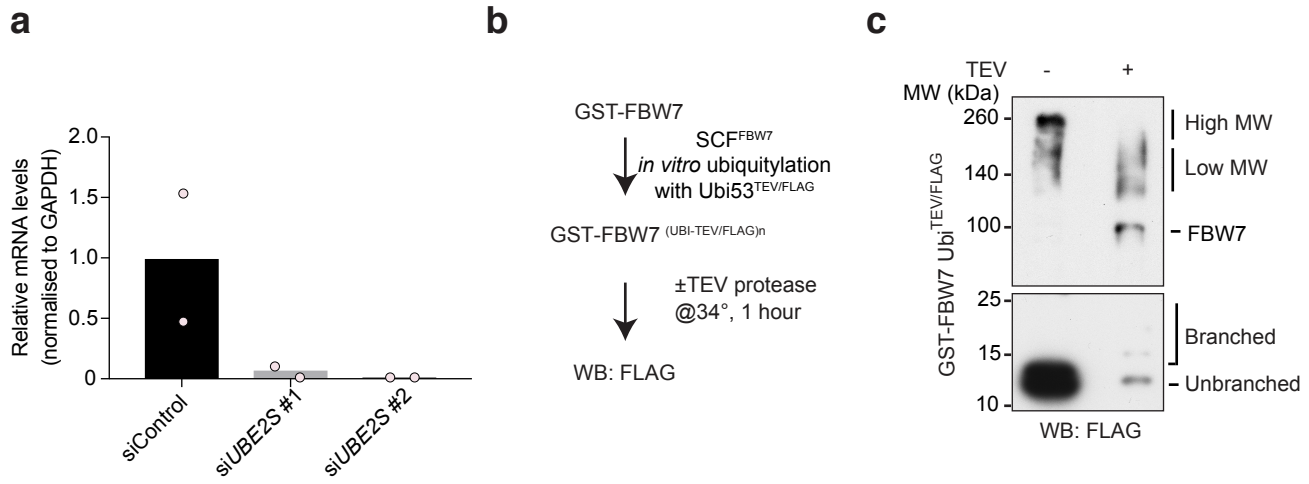 a
Relative mRNA levels
(normalised to GAPDH)
2.0
1.5
1.0
0.5
0
siControl
siUBE2S #1
siUBE2S #2
b
GST-FBW7
SCFFBW7
in vitro ubiquitylation
with Ubi53TEV/FLAG
GST-FBW7 (UBI-TEV/FLAG)n
±TEV protease
@34°, 1 hour
WB: FLAG
c
TEV - +
MW (kDa)
GST-FBW7 UbiTEV/FLAG
260
140
100
High MW
Low MW
FBW7
25
15
10
Branched
Unbranched
WB: FLAG